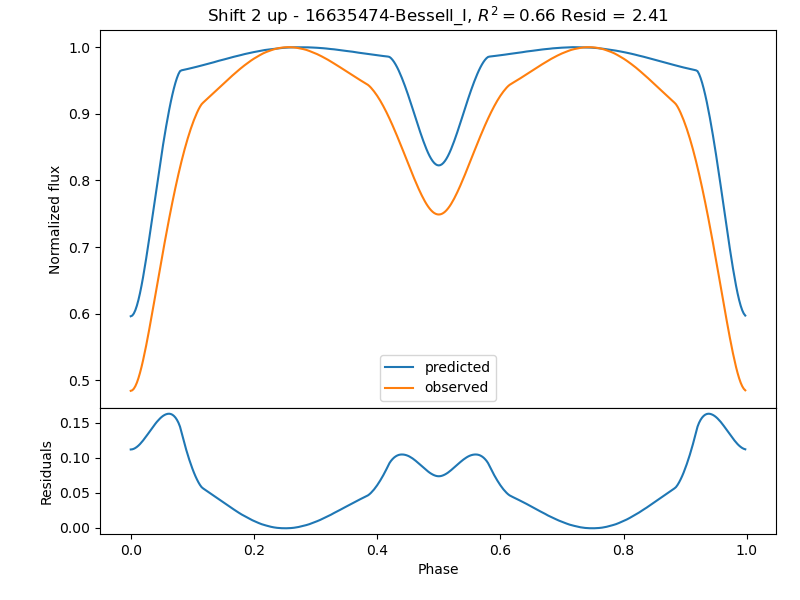 Shift 2 up - 16635474-Bessell_I, R² = 0.66 Resid = 2.41
1.0
0.9
0.8
0.7
0.6
0.5
Normalized flux
predicted
observed
0.15
0.10
0.05
0.00
Residuals
0.0 0.2 0.4 0.6 0.8 1.0
Phase